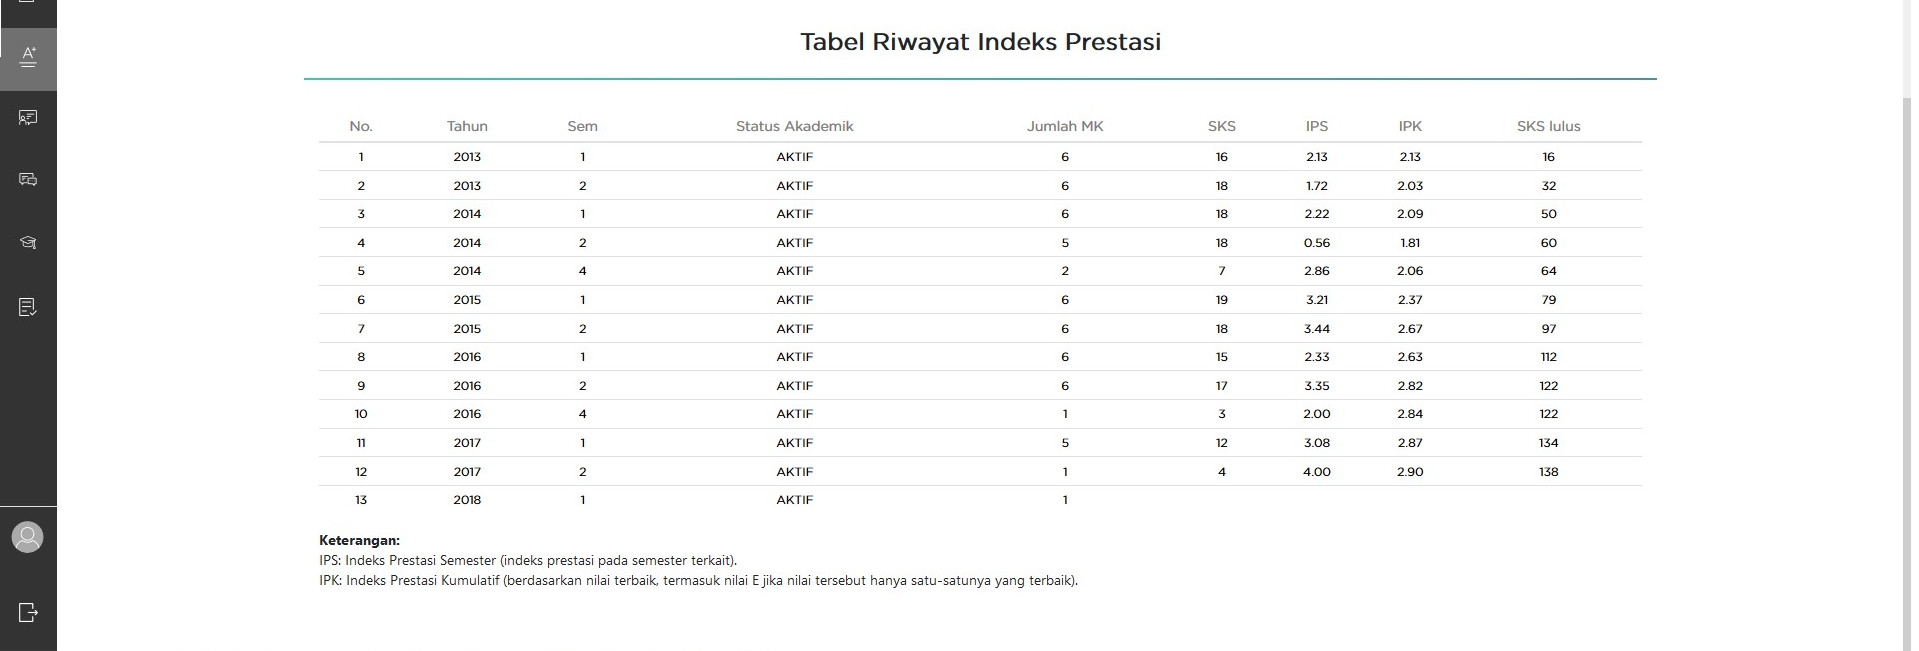 Tabel Riwayat Indeks Prestasi
No. Tahun Sem Status Akademik Jumlah MK SKS IPS IPK SKS lulus
1 2013 1 AKTIF 6 16 2.13 2.13 16
2 2013 2 AKTIF 6 18 1.72 2.03 32
3 2014 1 AKTIF 6 18 2.22 2.09 50
4 2014 2 AKTIF 5 18 0.56 1.81 60
5 2014 4 AKTIF 2 7 2.86 2.06 64
6 2015 1 AKTIF 6 19 3.21 2.37 79
7 2015 2 AKTIF 6 18 3.44 2.67 97
8 2016 1 AKTIF 6 15 2.33 2.63 112
9 2016 2 AKTIF 6 17 3.35 2.82 122
10 2016 4 AKTIF 1 3 2.00 2.84 122
11 2017 1 AKTIF 5 12 3.08 2.87 134
12 2017 2 AKTIF 1 4 4.00 2.90 138
13 2018 1 AKTIF 1
Keterangan:
IPS: Indeks Prestasi Semester (indeks prestasi pada semester terkait).
IPK: Indeks Prestasi Kumulatif (berdasarkan nilai terbaik, termasuk nilai E jika nilai tersebut hanya satu-satunya yang terbaik).